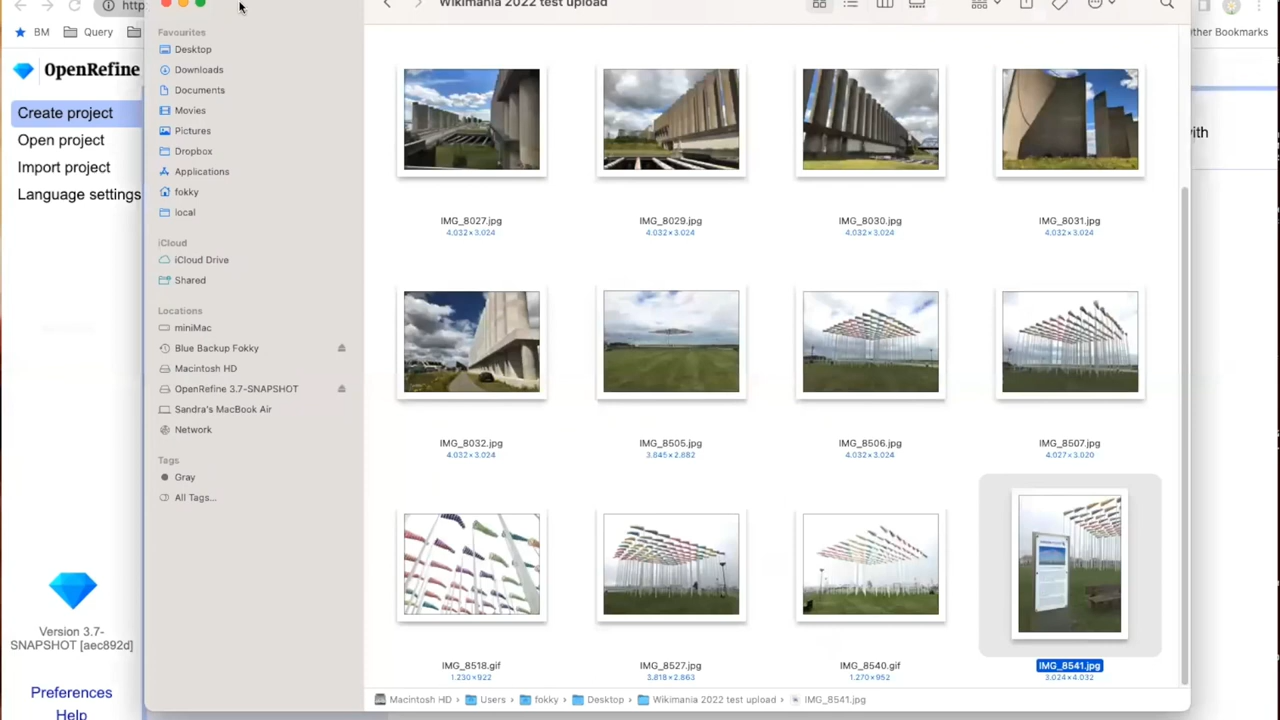 http
BM
Query
OpenRefine
Create project
Open project
Import project
Language settings
Version 3.7-
SNAPSHOT [aec892d]
Preferences
Help
Favourites
Desktop
Downloads
Documents
Movies
Pictures
Dropbox
Applications
fokky
local
iCloud
iCloud Drive
Shared
Locations
miniMac
Blue Backup Fokky
Macintosh HD
OpenRefine 3.7-SNAPSHOT
Sandra's MacBook Air
Network
Tags
Gray
All Tags...
Wikimania 2022 test upload
IMG_8027.jpg IMG_8029.jpg IMG_8030.jpg IMG_8031.jpg
4.032×3.024 4.032×3.024 4.032×3.024 4.032×3.024
IMG_8032.jpg IMG_8505.jpg IMG_8506.jpg IMG_8507.jpg
4.032×3.024 3.845×2.882 4.032×3.024 4.027×3.020
IMG_8518.gif IMG_8527.jpg IMG_8540.gif IMG_8541.jpg
1.230×922 3.818×2.863 1.270×952 3.024×4.032
Macintosh HD › Users › fokky › Desktop › Wikimania 2022 test upload › IMG_8541.jpg
ther Bookmarks
with